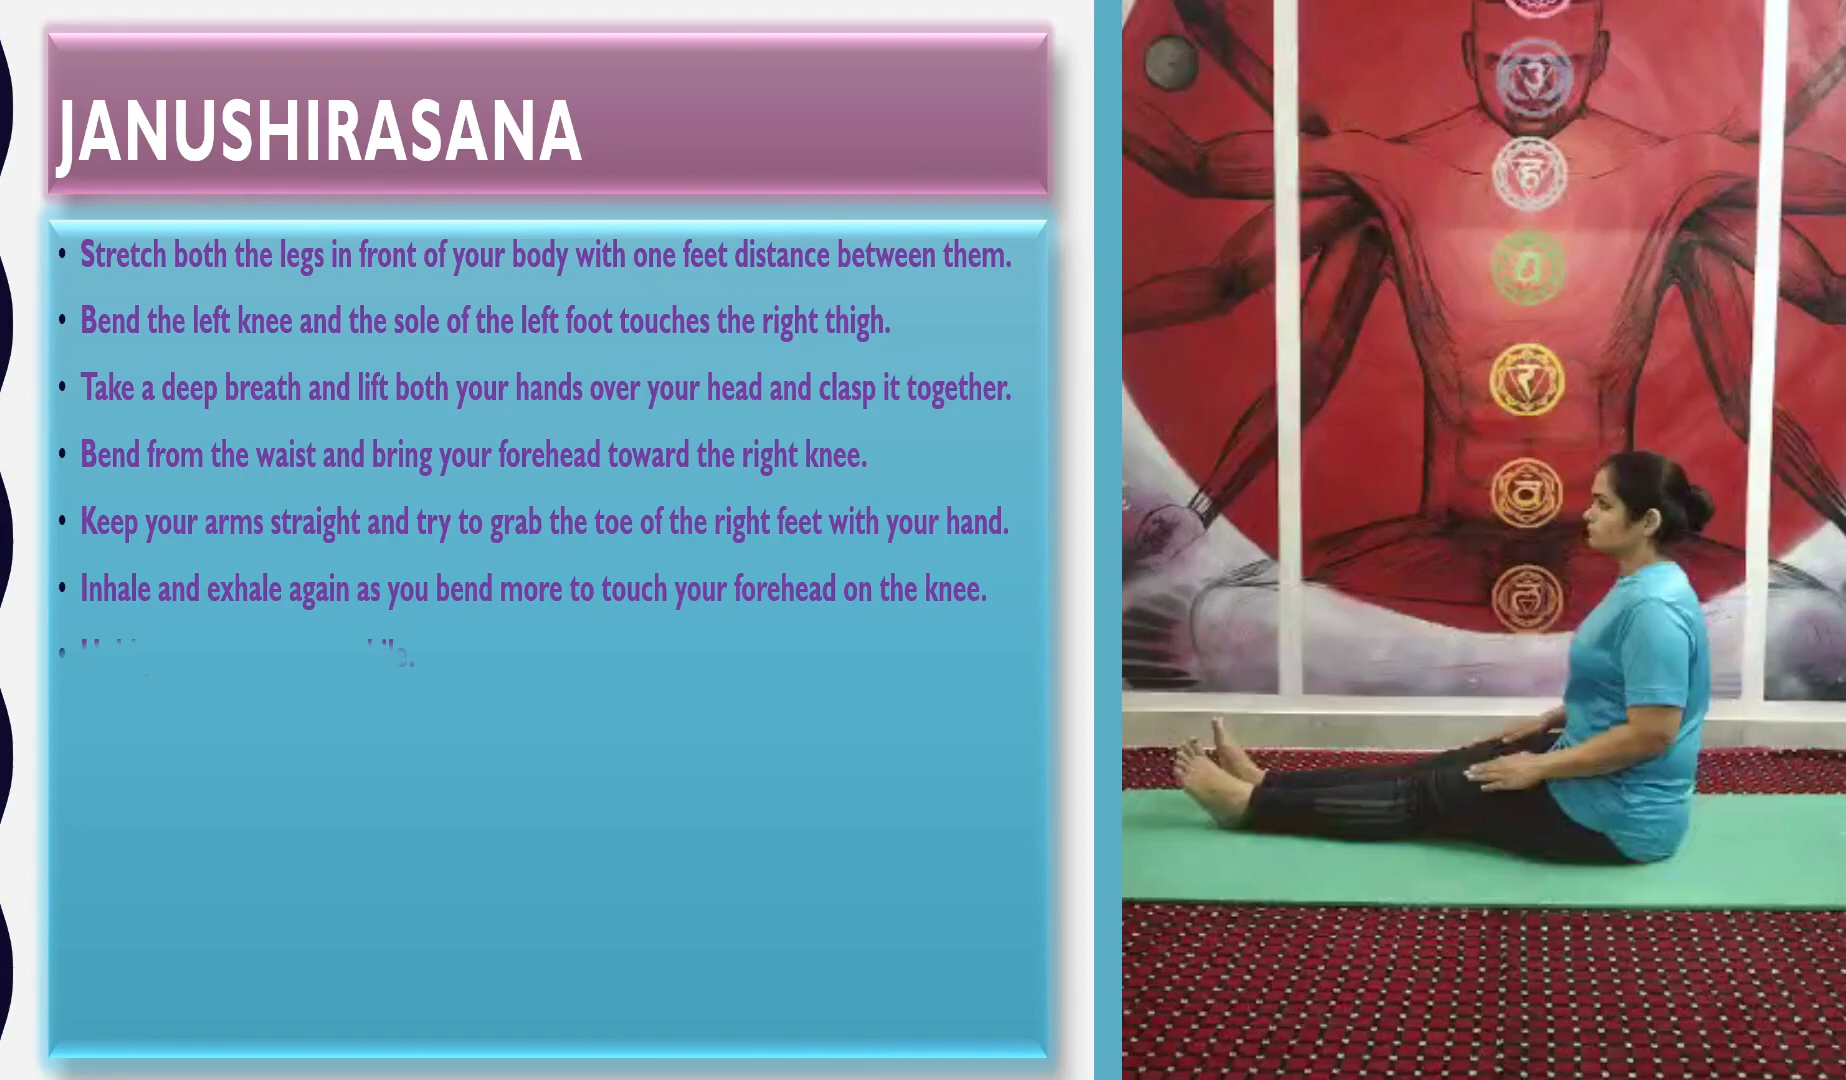 JANUSHIRASANA
• Stretch both the legs in front of your body with one feet distance between them.
• Bend the left knee and the sole of the left foot touches the right thigh.
• Take a deep breath and lift both your hands over your head and clasp it together.
• Bend from the waist and bring your forehead toward the right knee.
• Keep your arms straight and try to grab the toe of the right feet with your hand.
• Inhale and exhale again as you bend more to touch your forehead on the knee.